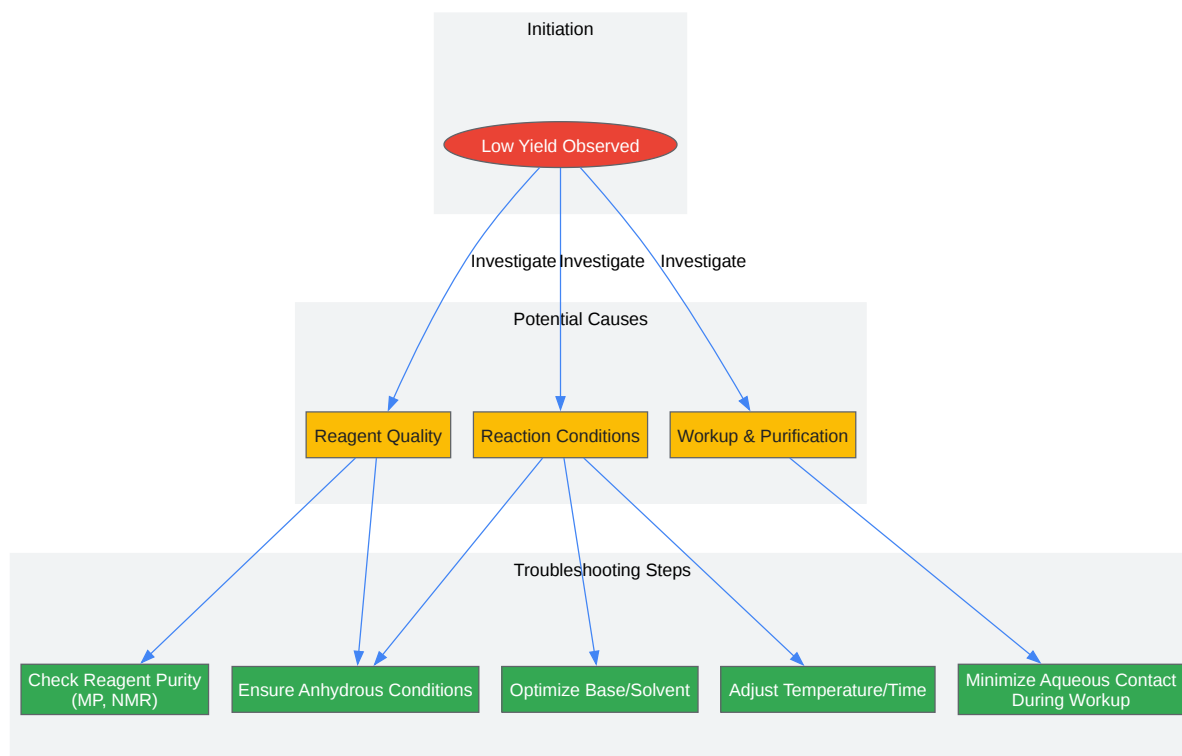 Initiation
Low Yield Observed
Investigate
Investigate
Investigate
Potential Causes
Reagent Quality
Reaction Conditions
Workup & Purification
Troubleshooting Steps
Check Reagent Purity
(MP, NMR)
Ensure Anhydrous Conditions
Optimize Base/Solvent
Adjust Temperature/Time
Minimize Aqueous Contact
During Workup